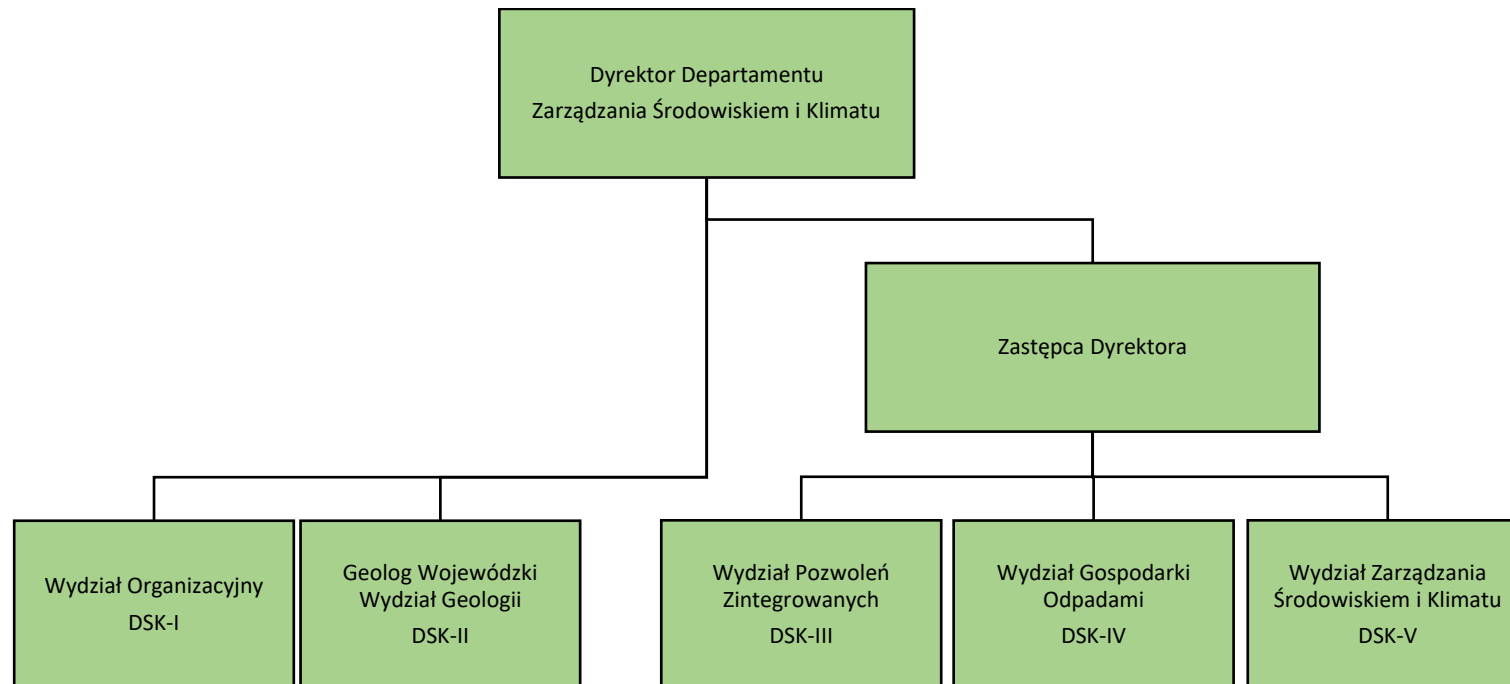 Dyrektor Departamentu
Zarządzania Środowiskiem i Klimatu
Zastępca Dyrektora
Wydział Organizacyjny
DSK-I
Geolog Wojewódzki
Wydział Geologii
DSK-II
Wydział Pozwoleń
Zintegrowanych
DSK-III
Wydział Gospodarki
Odpadami
DSK-IV
Wydział Zarządzania
Środowiskiem i Klimatu
DSK-V